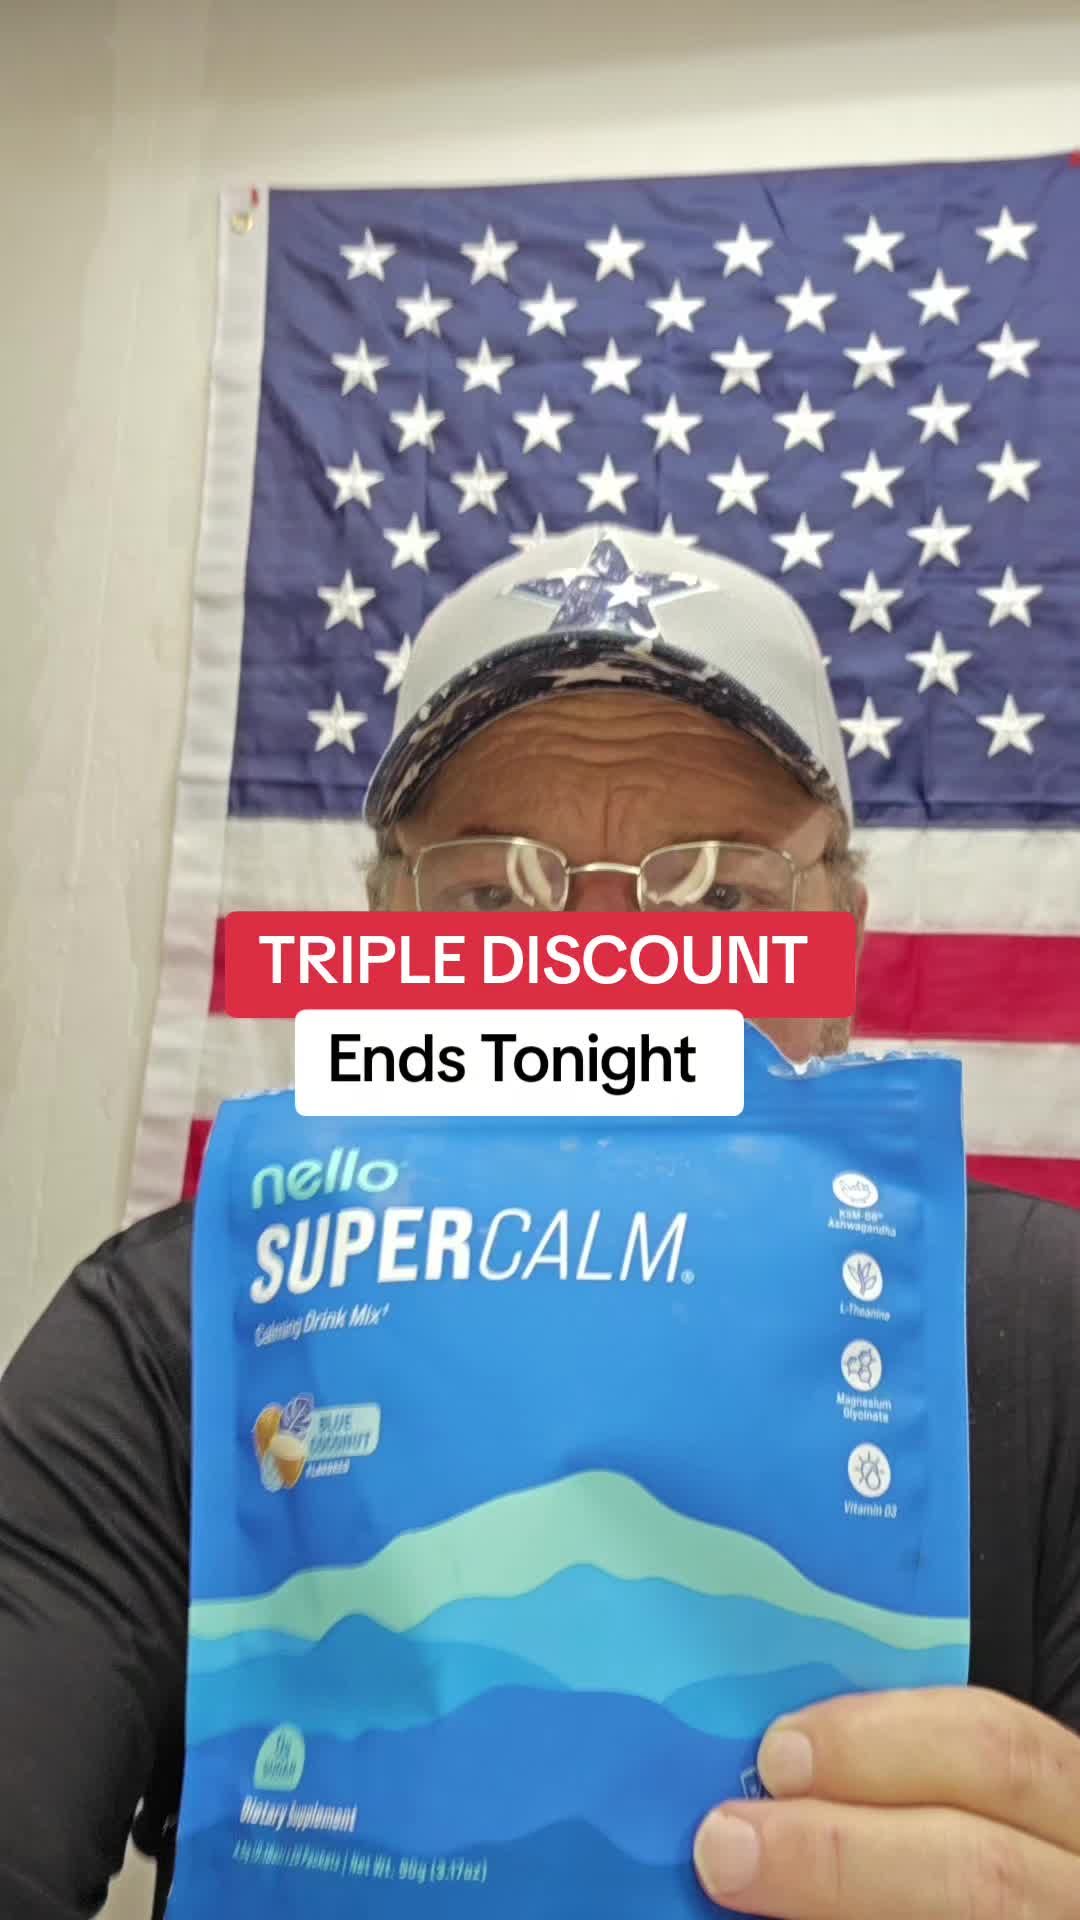 TRIPLE DISCOUNT
Ends Tonight
nello
SUPERCALM®
Calming Drink Mix†
BLUE
COCONUT
FLAVORED
KSM-66®
Ashwagandha
L-Theanine
Magnesium
Glycinate
Vitamin D3
0g
SUGAR
Dietary Supplement
20 Packets | Net Wt. 90g (3.17oz)